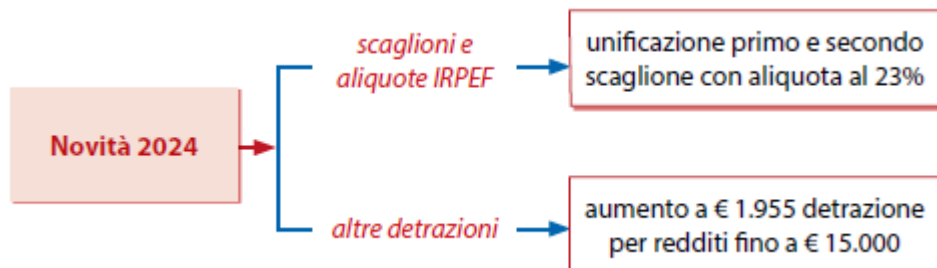 Novità 2024
scaglioni e
aliquote IRPEF
unificazione primo e secondo
scaglione con aliquota al 23%
altre detrazioni
aumento a € 1.955 detrazione
per redditi fino a € 15.000